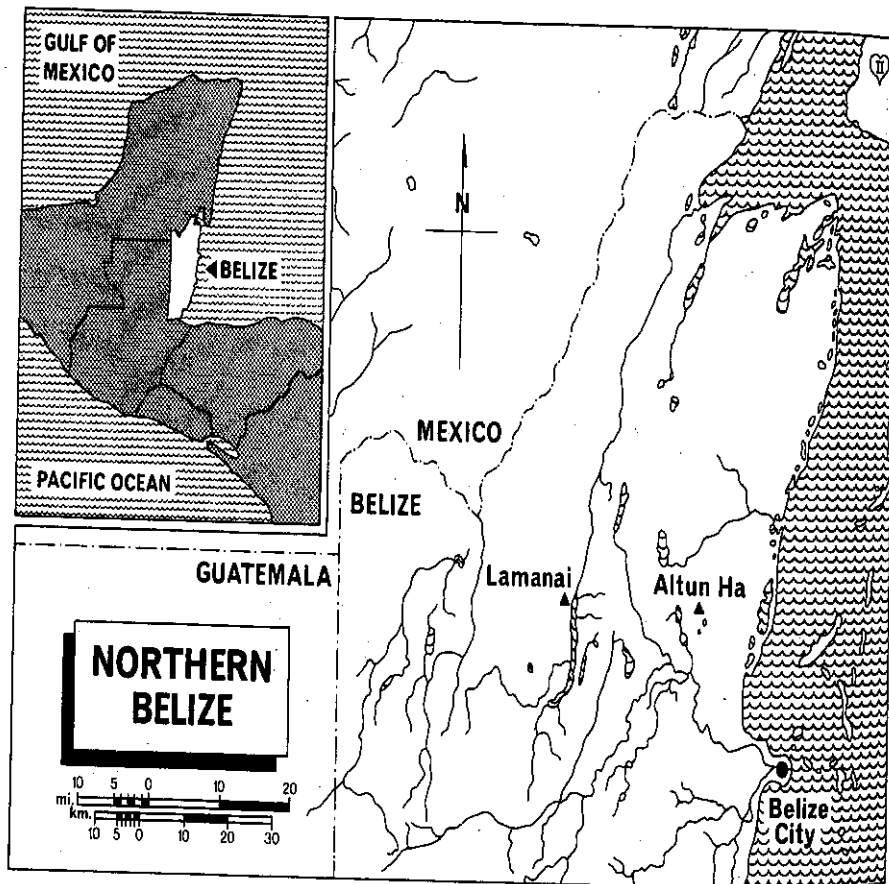 GULF OF
MEXICO
BELIZE
PACIFIC OCEAN
N
MEXICO
BELIZE
GUATEMALA
Lamanai
Altun Ha
NORTHERN
BELIZE
10 5 0 10 20
mi.
km.
10 5 0 10 20 30
Belize
City